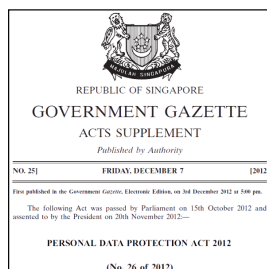 MAJULAH SINGAPURA
REPUBLIC OF SINGAPORE
GOVERNMENT GAZETTE
ACTS SUPPLEMENT
Published by Authority
NO. 25] FRIDAY, DECEMBER 7 [2012
First published in the Government Gazette, Electronic Edition, on 3rd December 2012 at 5:00 pm.
The following Act was passed by Parliament on 15th October 2012 and
assented to by the President on 20th November 2012:—
PERSONAL DATA PROTECTION ACT 2012
(No. 26 of 2012)